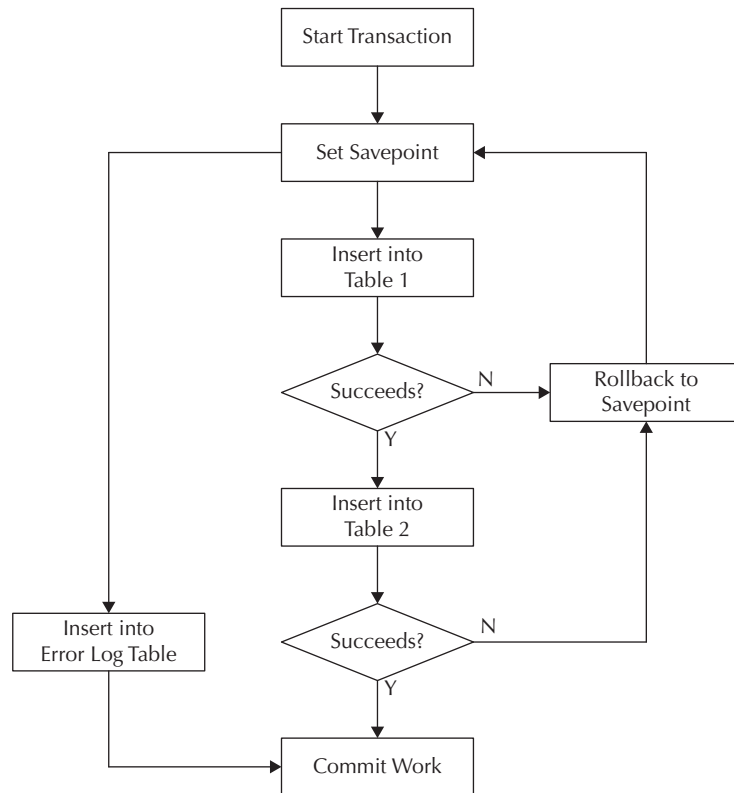 Start Transaction
Set Savepoint
Insert into
Table 1
Succeeds?
N
Rollback to
Savepoint
Y
Insert into
Table 2
Insert into
Error Log Table
Succeeds?
N
Y
Commit Work